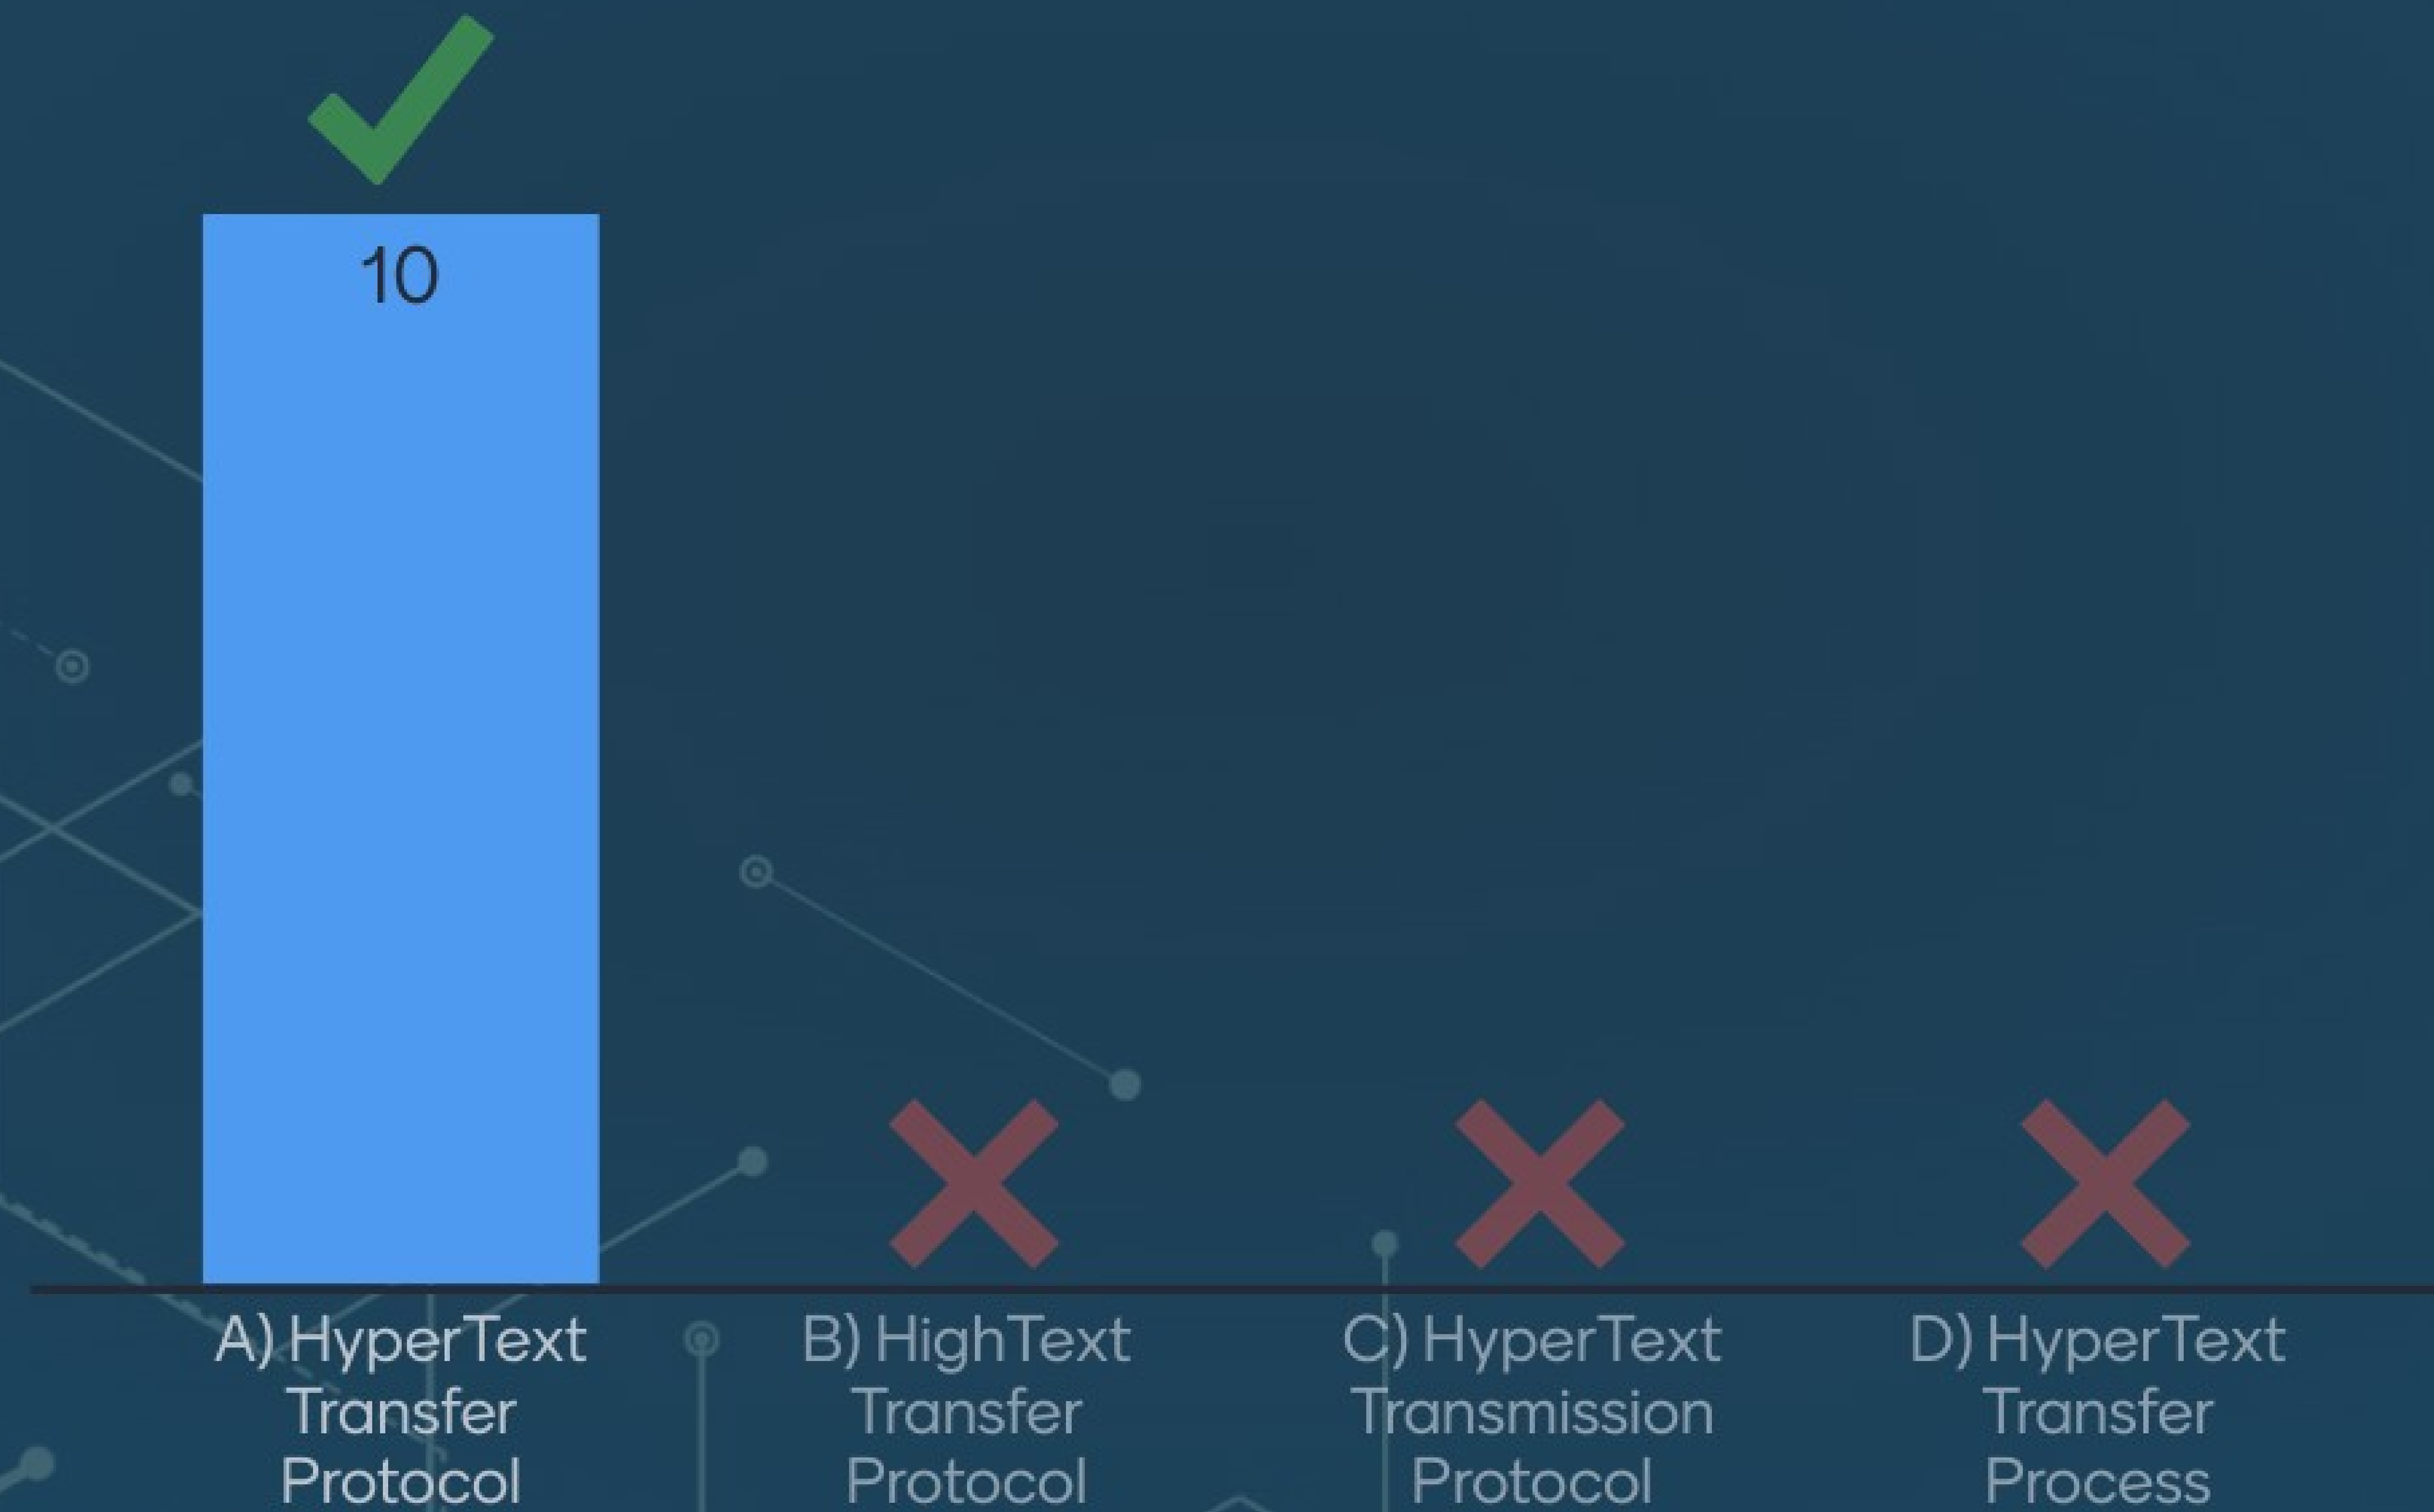 10
A) HyperText
Transfer
Protocol
B) HighText
Transfer
Protocol
C) HyperText
Transmission
Protocol
D) HyperText
Transfer
Process